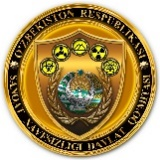 O'ZBEKISTON RESPUBLIKASI
SANOAT XAVFSIZLIGI DAVLAT QO'MITASI